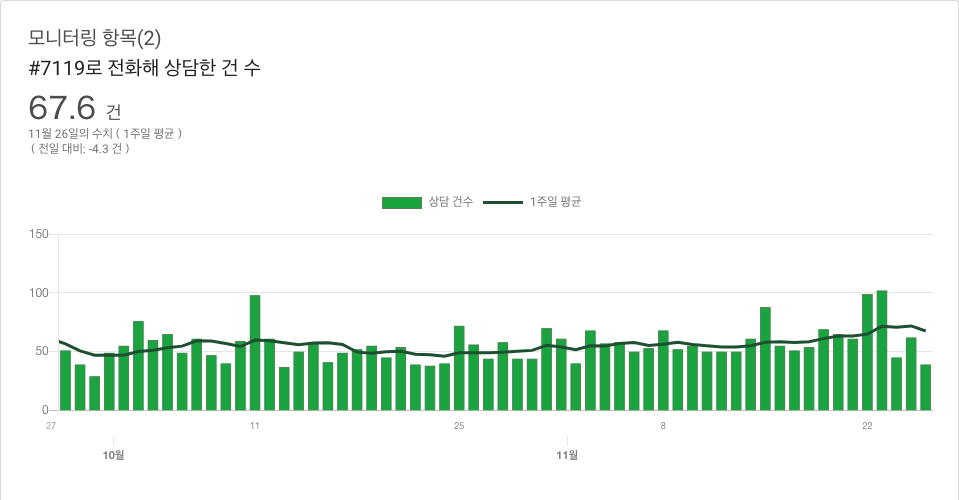 모니터링 항목(2)
#7119로 전화해 상담한 건 수
67.6 건
11월 26일의 수치 ( 1주일 평균 )
( 전일 대비: -4.3 건 )
상담 건수 1주일 평균
150
100
50
0
27 11 25 8 22
10월 11월